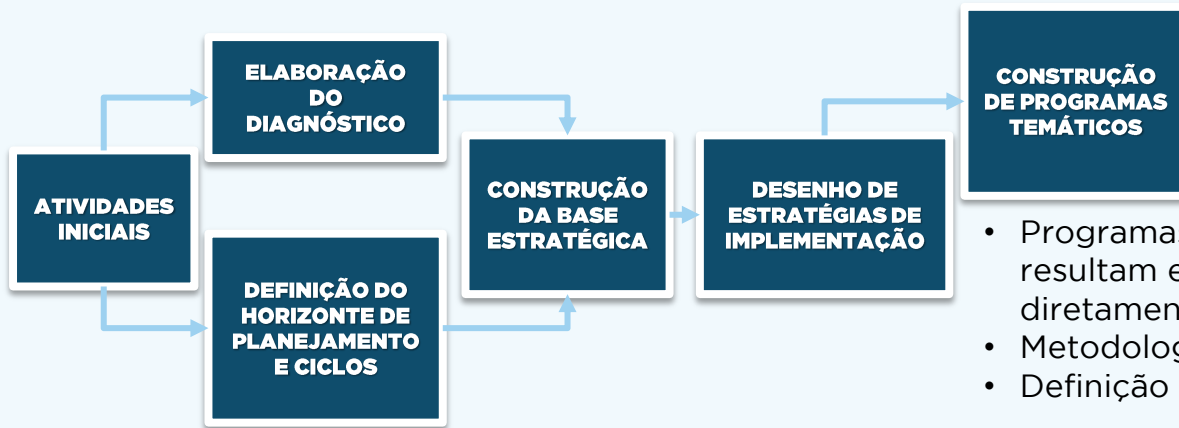 ATIVIDADES
INICIAIS
ELABORAÇÃO
DO
DIAGNÓSTICO
DEFINIÇÃO DO
HORIZONTE DE
PLANEJAMENTO
E CICLOS
CONSTRUÇÃO
DA BASE
ESTRATÉGICA
DESENHO DE
ESTRATÉGIAS DE
IMPLEMENTAÇÃO
CONSTRUÇÃO
DE PROGRAMAS
TEMÁTICOS
•
resultam
•
• Definição